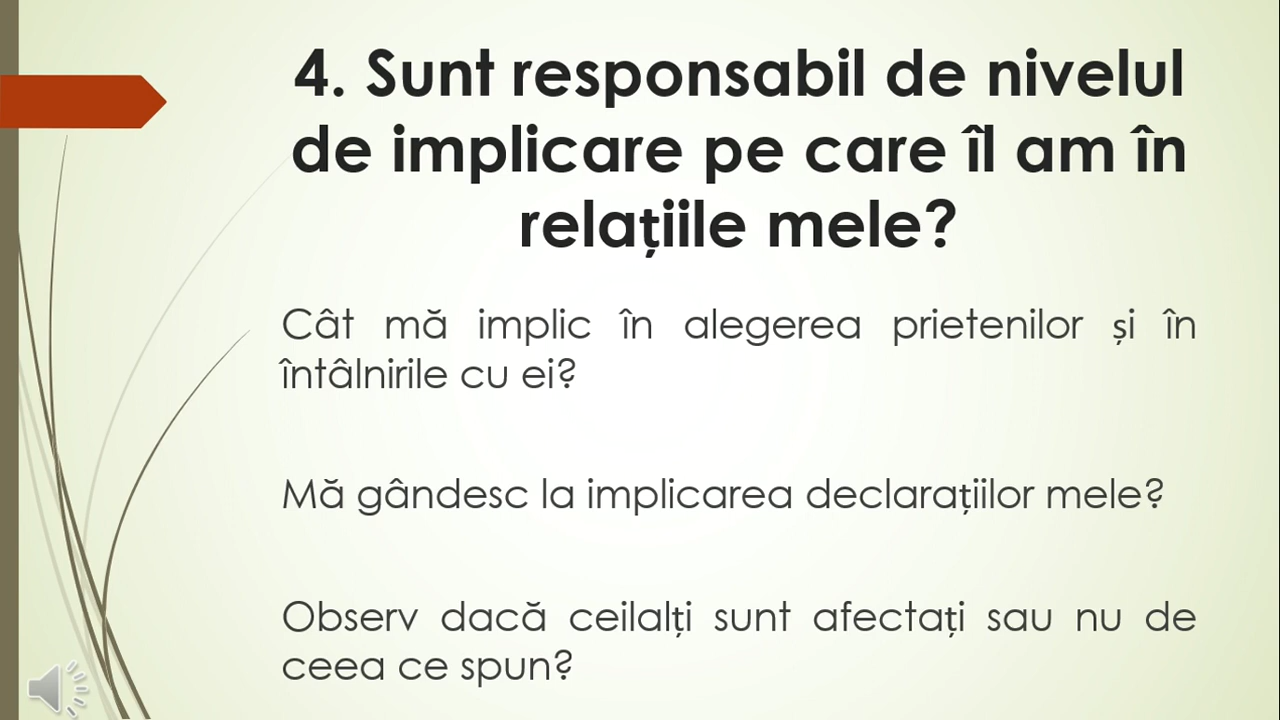 4. Sunt responsabil de nivelul
de implicare pe care îl am în
relațiile mele?
Cât mă implic în alegerea prietenilor și în
întâlnirile cu ei?
Mă gândesc la implicarea declarațiilor mele?
Observ dacă ceilalți sunt afectați sau nu de
ceea ce spun?